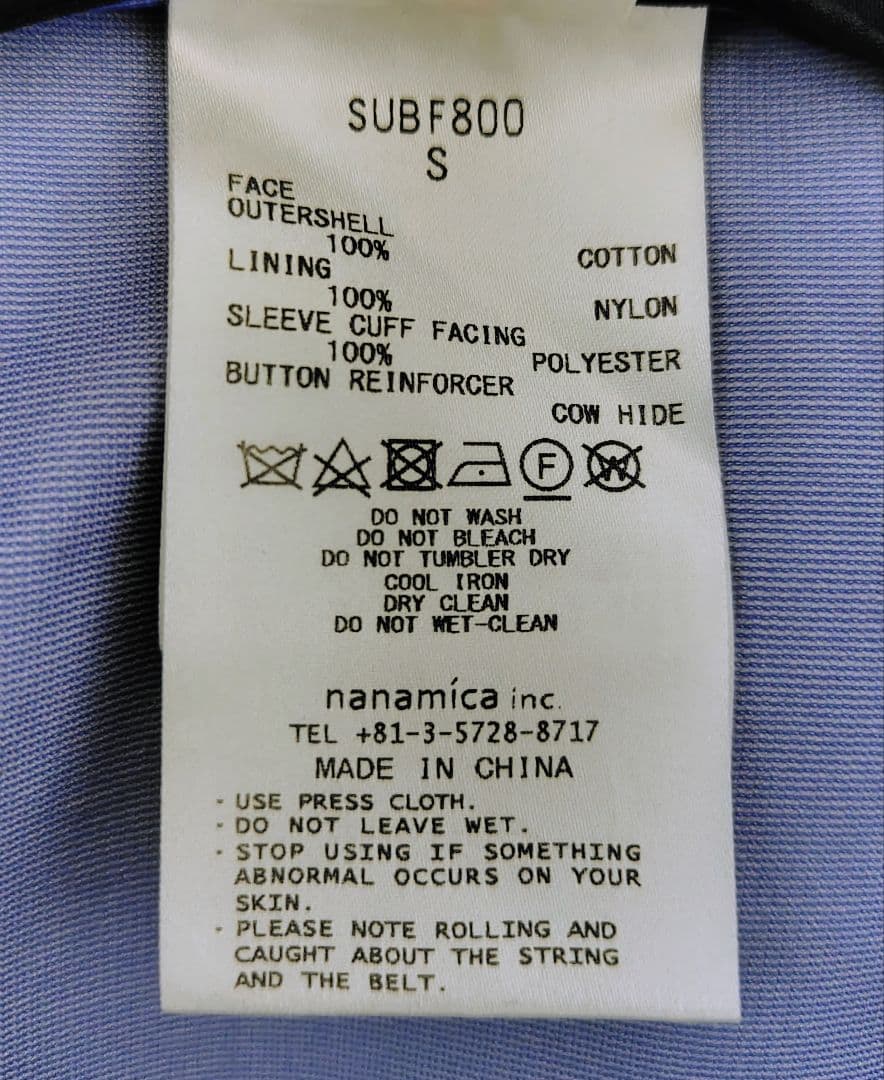 SUBF800
S
FACE
OUTERSHELL
100% COTTON
LINING
100% NYLON
SLEEVE CUFF FACING
100% POLYESTER
BUTTON REINFORCER
COW HIDE
F W
DO NOT WASH
DO NOT BLEACH
DO NOT TUMBLER DRY
COOL IRON
DRY CLEAN
DO NOT WET-CLEAN
nanamíca inc.
TEL +81-3-5728-8717
MADE IN CHINA
· USE PRESS CLOTH.
· DO NOT LEAVE WET.
· STOP USING IF SOMETHING
ABNORMAL OCCURS ON YOUR
SKIN.
· PLEASE NOTE ROLLING AND
CAUGHT ABOUT THE STRING
AND THE BELT.